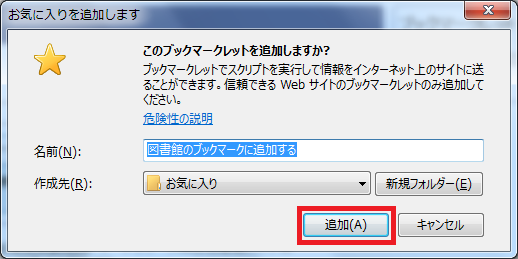 お気に入りを追加します
このブックマークレットを追加しますか?
ブックマークレットでスクリプトを実行して情報をインターネット上のサイトに送
ることができます。信頼できる Web サイトのブックマークレットのみ追加して
ください。
危険性の説明
名前(N): 図書館のブックマークに追加する
作成先(R): お気に入り 新規フォルダー(E)
追加(A) キャンセル